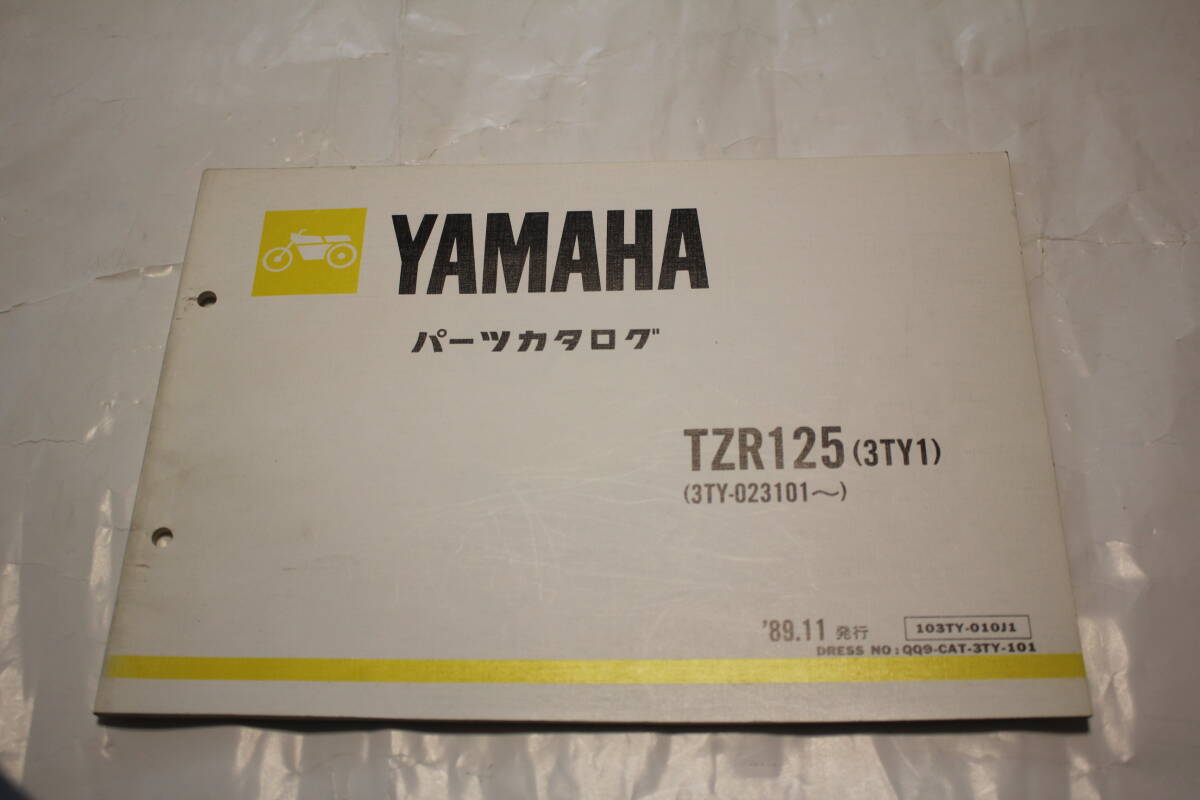 YAMAHA
パーツカタログ
TZR125 (3TY1)
(3TY-023101～)
'89.11 発行 103TY-010J1
DRESS NO: QQ9-CAT-3TY-101